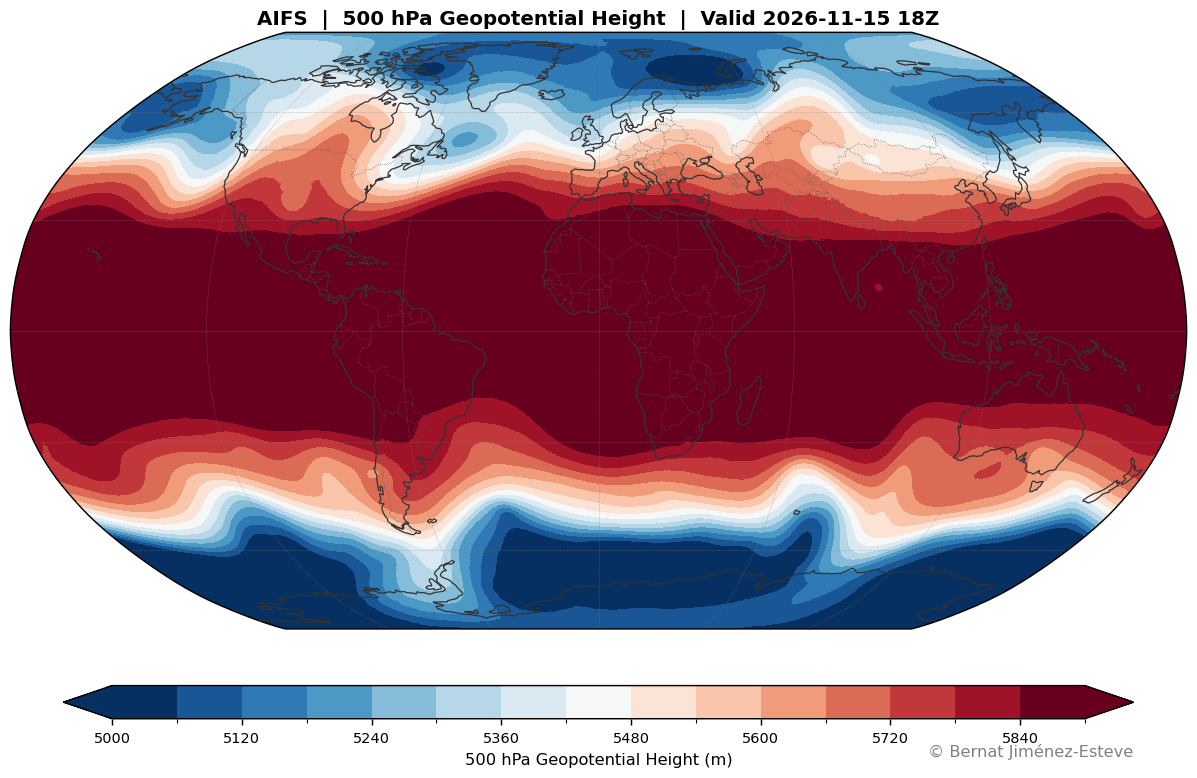 AIFS  |  500 hPa Geopotential Height  |  Valid 2026-11-15 18Z
5000 5120 5240 5360 5480 5600 5720 5840
500 hPa Geopotential Height (m)
© Bernat Jiménez-Esteve